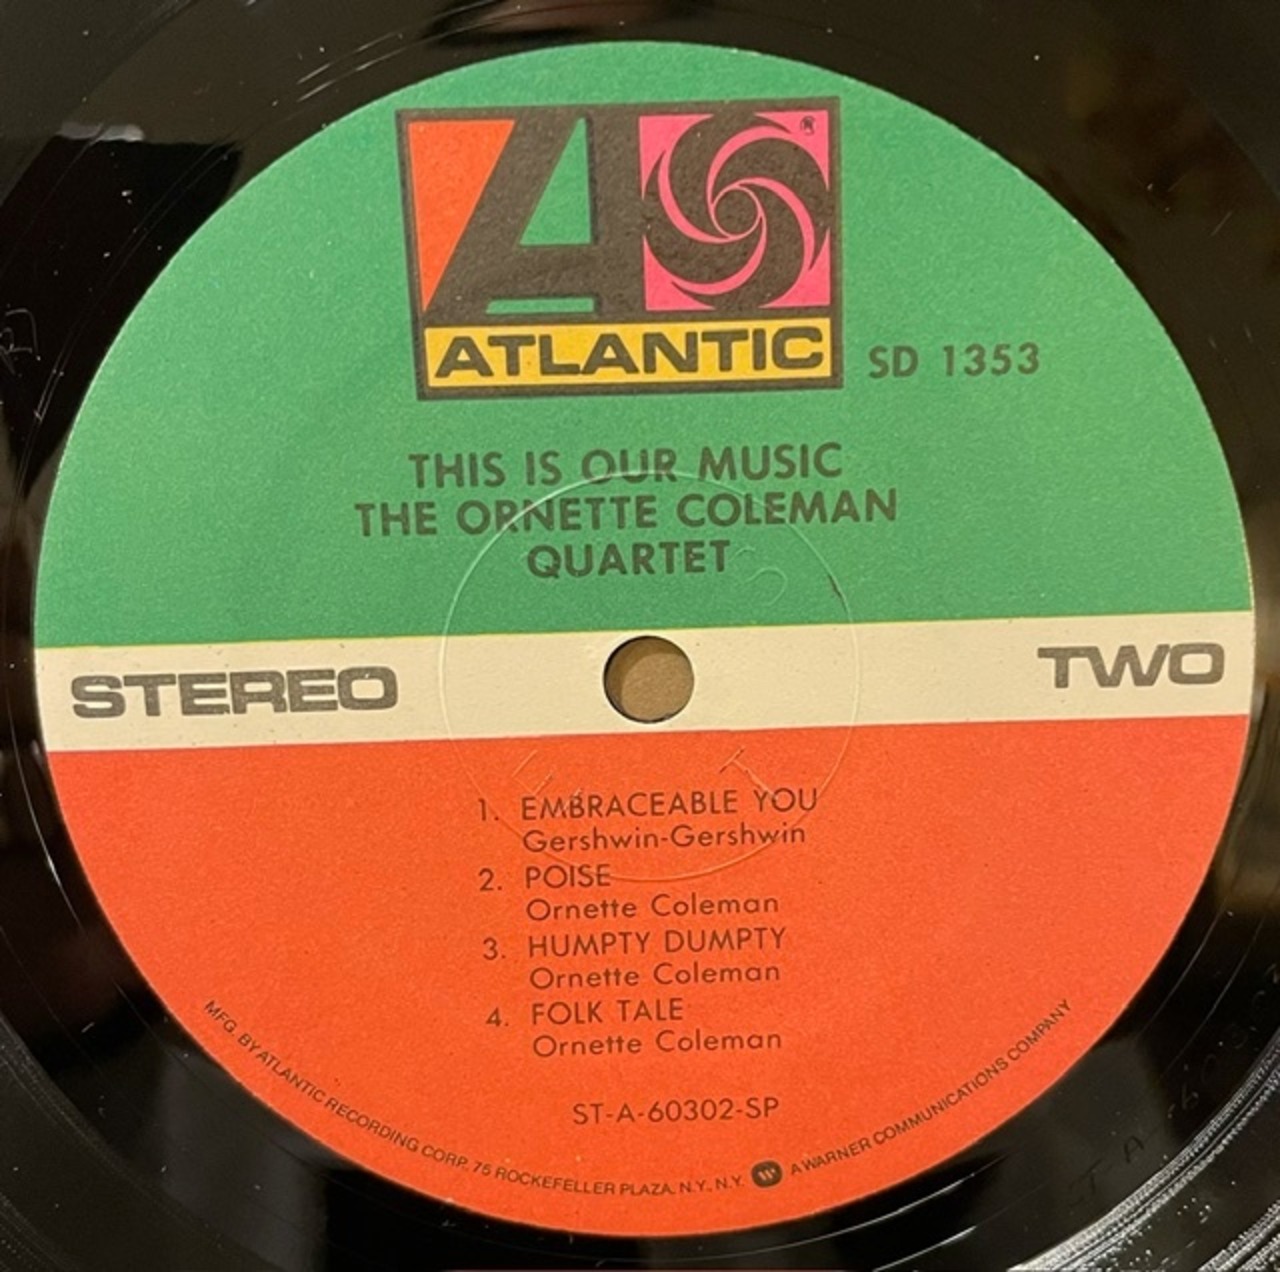 ATLANTIC
®
SD 1353
THIS IS OUR MUSIC
THE ORNETTE COLEMAN
QUARTET
STEREO
TWO
1. EMBRACEABLE YOU
Gershwin-Gershwin
2. POISE
Ornette Coleman
3. HUMPTY DUMPTY
Ornette Coleman
4. FOLK TALE
Ornette Coleman
ST-A-60302-SP
MFG. BY ATLANTIC RECORDING CORP. 75 ROCKEFELLER PLAZA, N.Y., N.Y. A WARNER COMMUNICATIONS COMPANY